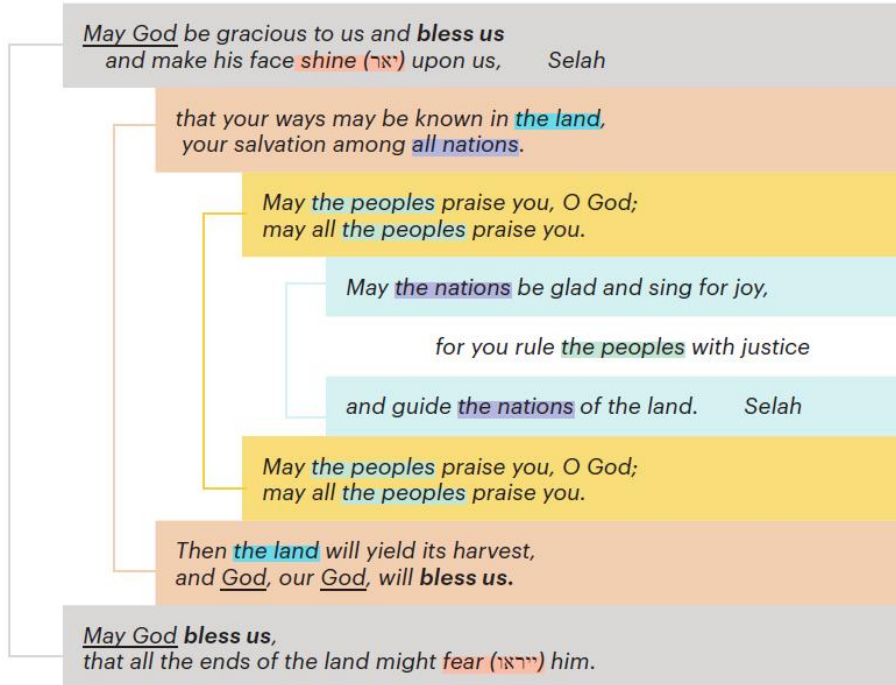 May God be gracious to us and bless us
and make his face shine (יאר) upon us, Selah
that your ways may be known in the land,
your salvation among all nations.
May the peoples praise you, O God;
may all the peoples praise you.
May the nations be glad and sing for joy,
for you rule the peoples with justice
and guide the nations of the land. Selah
May the peoples praise you, O God;
may all the peoples praise you.
Then the land will yield its harvest,
and God, our God, will bless us.
May God bless us,
that all the ends of the land might fear (ייראו) him.